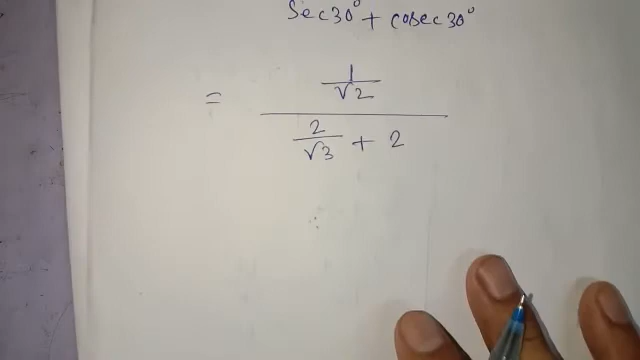 Sec30° + cosec30°
= 1/√2
2/√3 + 2